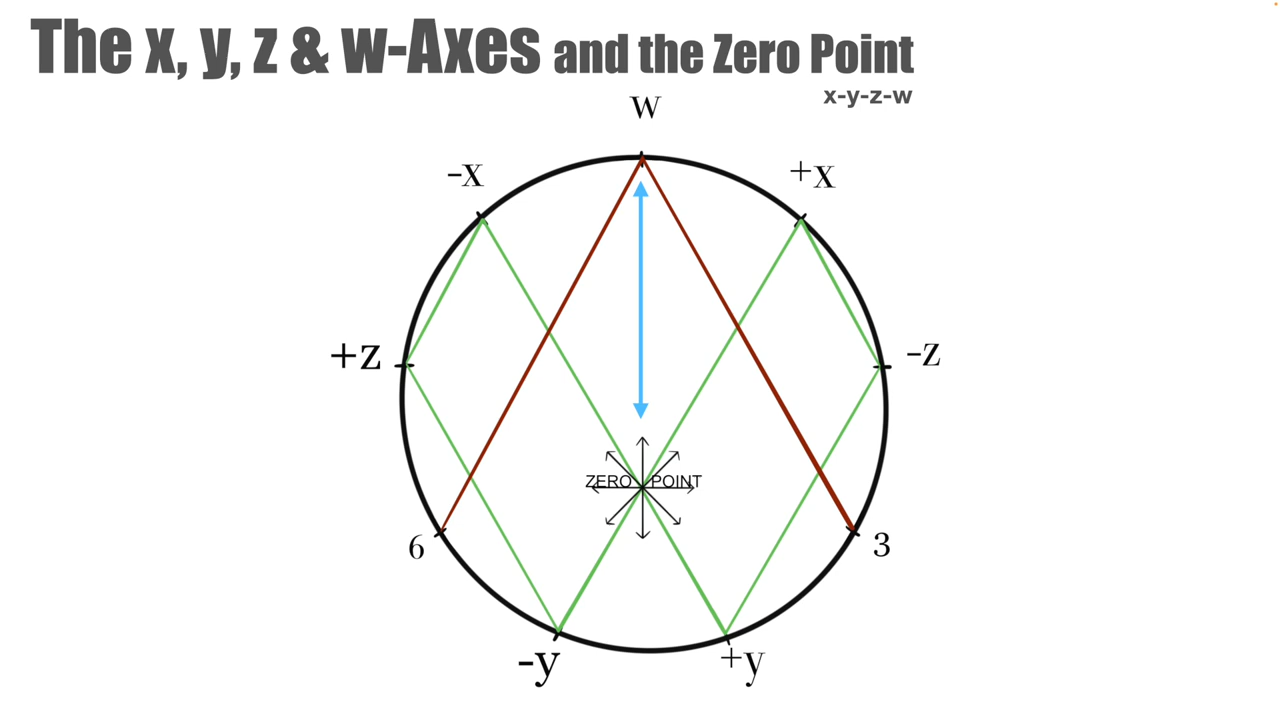 The x, y, z & w-Axes and the Zero Point
x-y-z-w
w
-x
+x
+z
-z
ZERO POINT
6
3
-y
+y